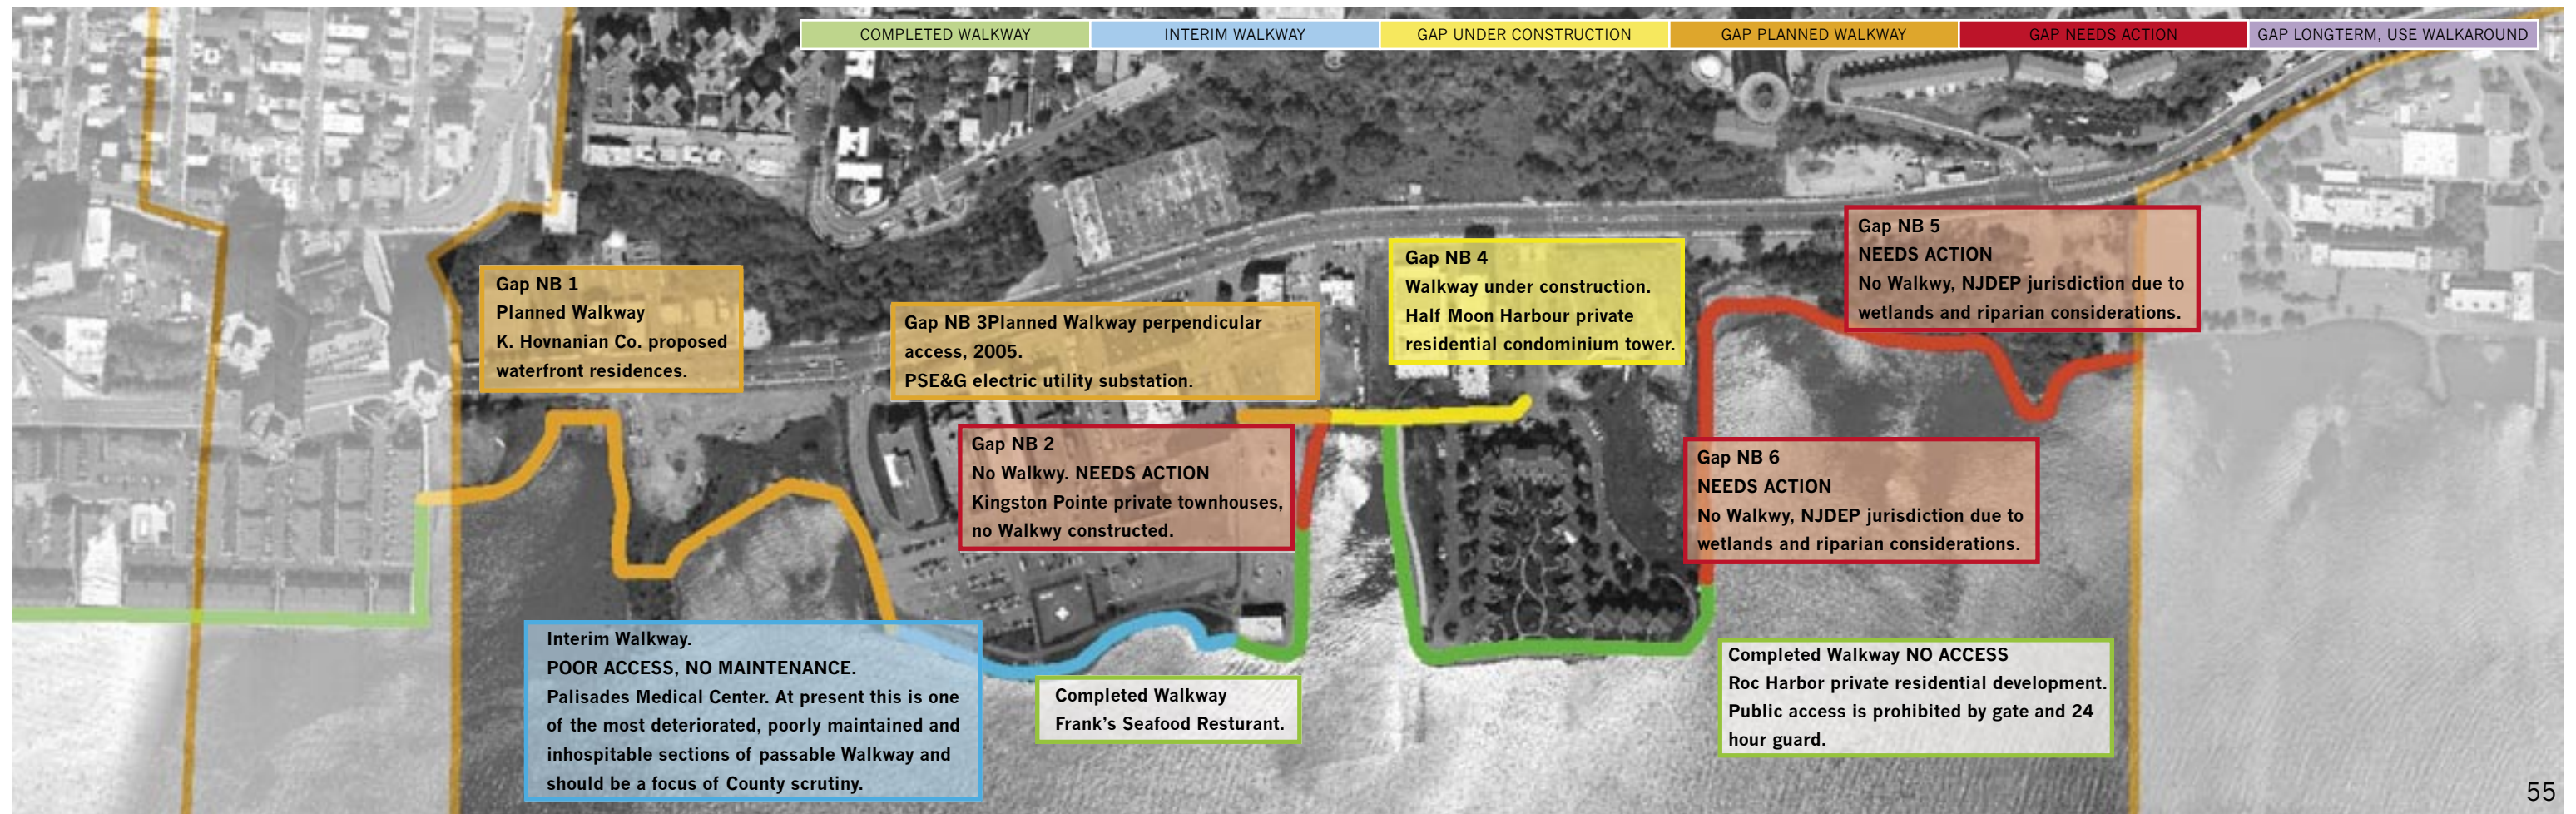 COMPLETED WALKWAY
INTERIM WALKWAY
GAP UNDER CONSTRUCTION
GAP PLANNED WALKWAY
GAP NEEDS ACTION
GAP LONGTERM, USE WALKAROUND
Gap NB 1
Planned Walkway
K. Hovnanian Co. proposed
waterfront residences.
Gap NB 3Planned Walkway perpendicular
access, 2005.
PSE&G electric utility substation.
Gap NB 4
Walkway under construction.
Half Moon Harbour private
residential condominium tower.
Gap NB 5
NEEDS ACTION
No Walkwy, NJDEP jurisdiction due to
wetlands and riparian considerations.
Gap NB 2
No Walkwy. NEEDS ACTION
Kingston Pointe private townhouses,
no Walkwy constructed.
Gap NB 6
NEEDS ACTION
No Walkwy, NJDEP jurisdiction due to
wetlands and riparian considerations.
Interim Walkway.
POOR ACCESS, NO MAINTENANCE.
Palisades Medical Center. At present this is one
of the most deteriorated, poorly maintained and
inhospitable sections of passable Walkway and
should be a focus of County scrutiny.
Completed Walkway
Frank's Seafood Resturant.
Completed Walkway NO ACCESS
Roc Harbor private residential development.
Public access is prohibited by gate and 24
hour guard.
55